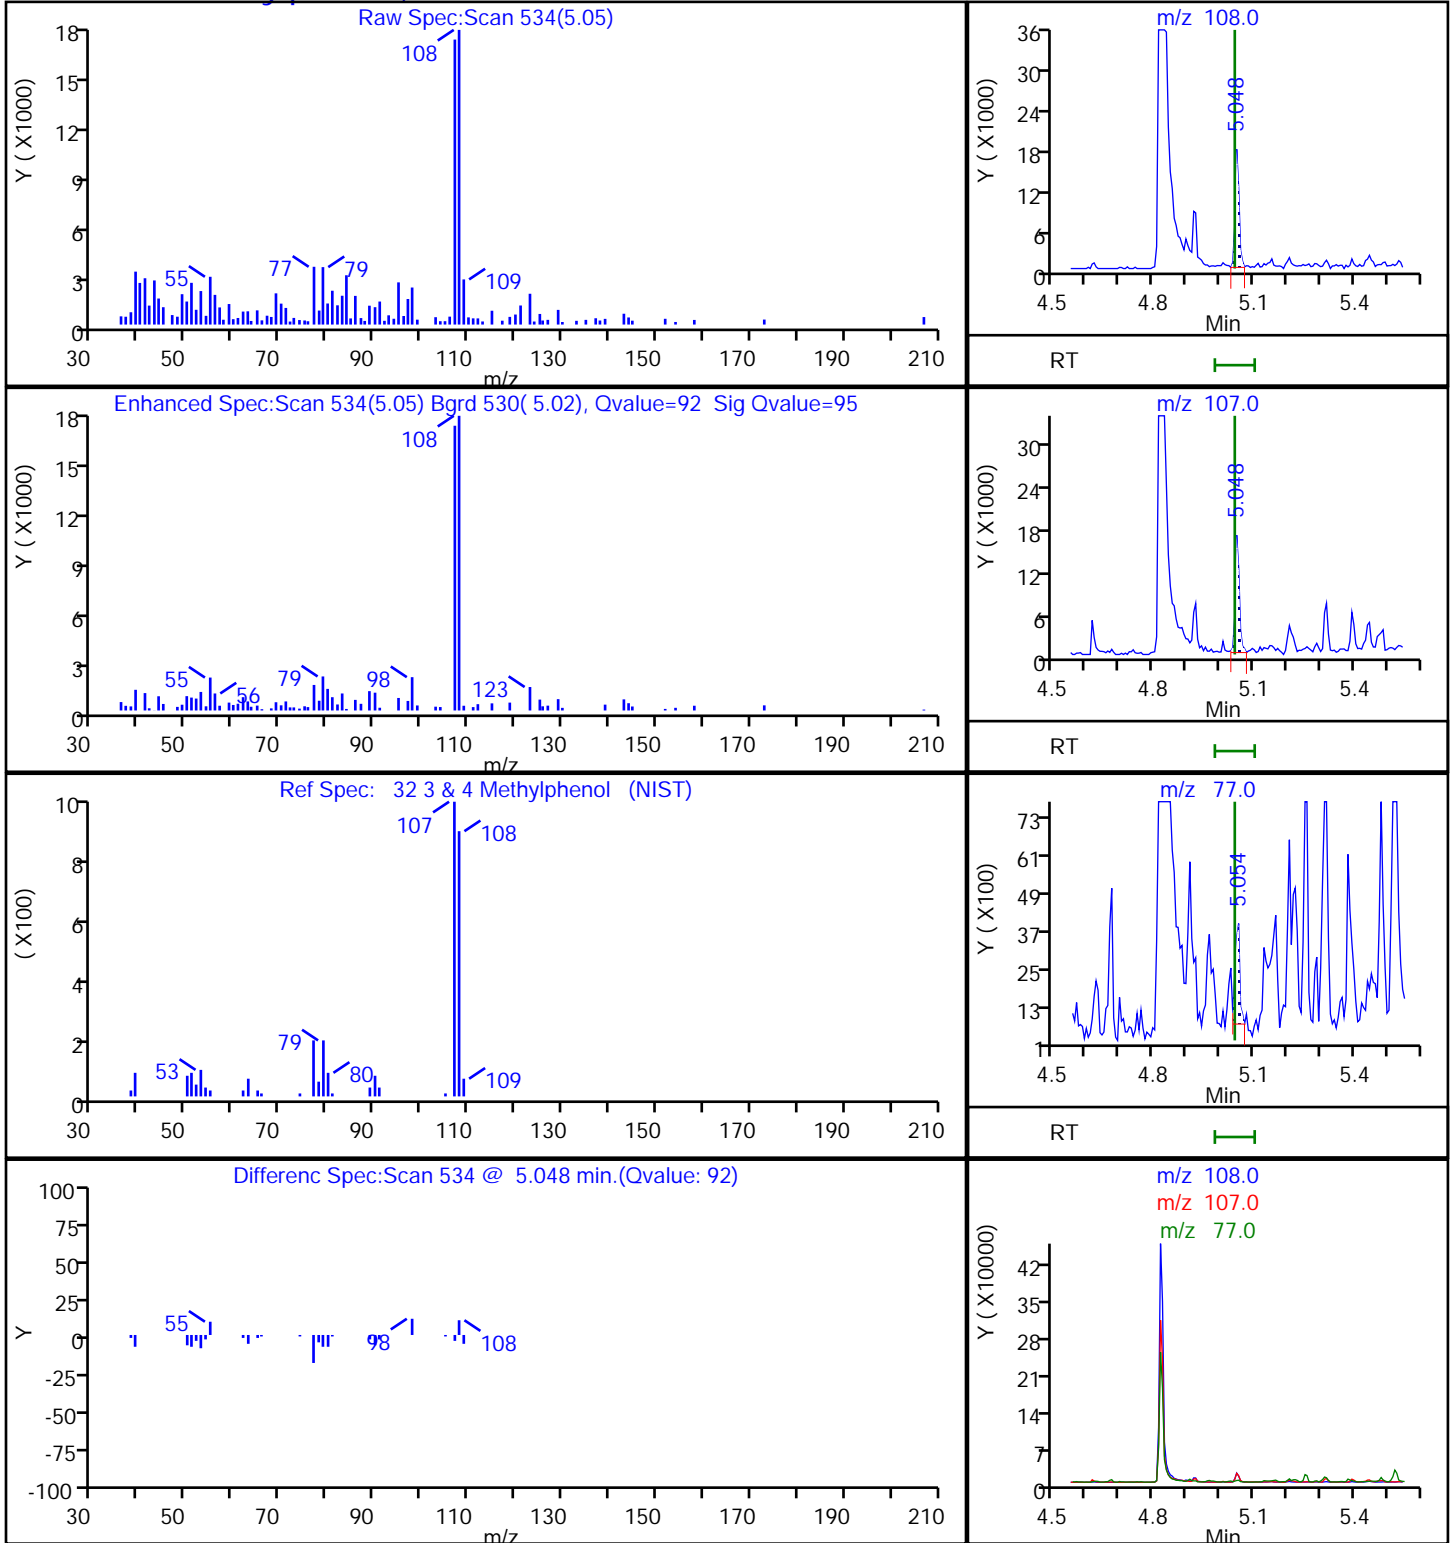 Raw Spec:Scan 534(5.05)
Y ( X1000)
18
15
12
9
6
3
0
108
55
77
79
109
30 50 70 90 110 130 150 170 190 210
m/z
m/z 108.0
Y ( X1000)
36
30
24
18
12
6
0
5.048
4.5 4.8 5.1 5.4
Min
RT
Enhanced Spec:Scan 534(5.05) Bgrd 530( 5.02), Qvalue=92 Sig Qvalue=95
Y ( X1000)
18
15
12
9
6
3
0
108
55
56
79
98
123
30 50 70 90 110 130 150 170 190 210
m/z
m/z 107.0
Y ( X1000)
30
24
18
12
6
0
5.048
4.5 4.8 5.1 5.4
Min
RT
Ref Spec: 32 3 & 4 Methylphenol (NIST)
( X100)
10
8
6
4
2
0
107
108
53
79
80
109
30 50 70 90 110 130 150 170 190 210
m/z 77.0
Y ( X100)
73
61
49
37
25
13
1
5.054
4.5 4.8 5.1 5.4
Min
RT
Differenc Spec:Scan 534 @ 5.048 min.(Qvalue: 92)
Y
100
75
50
25
0
-25
-50
-75
-100
55
98
108
30 50 70 90 110 130 150 170 190 210
m/z
m/z 108.0
m/z 107.0
m/z 77.0
Y ( X10000)
42
35
28
21
14
7
0
4.5 4.8 5.1 5.4
Min